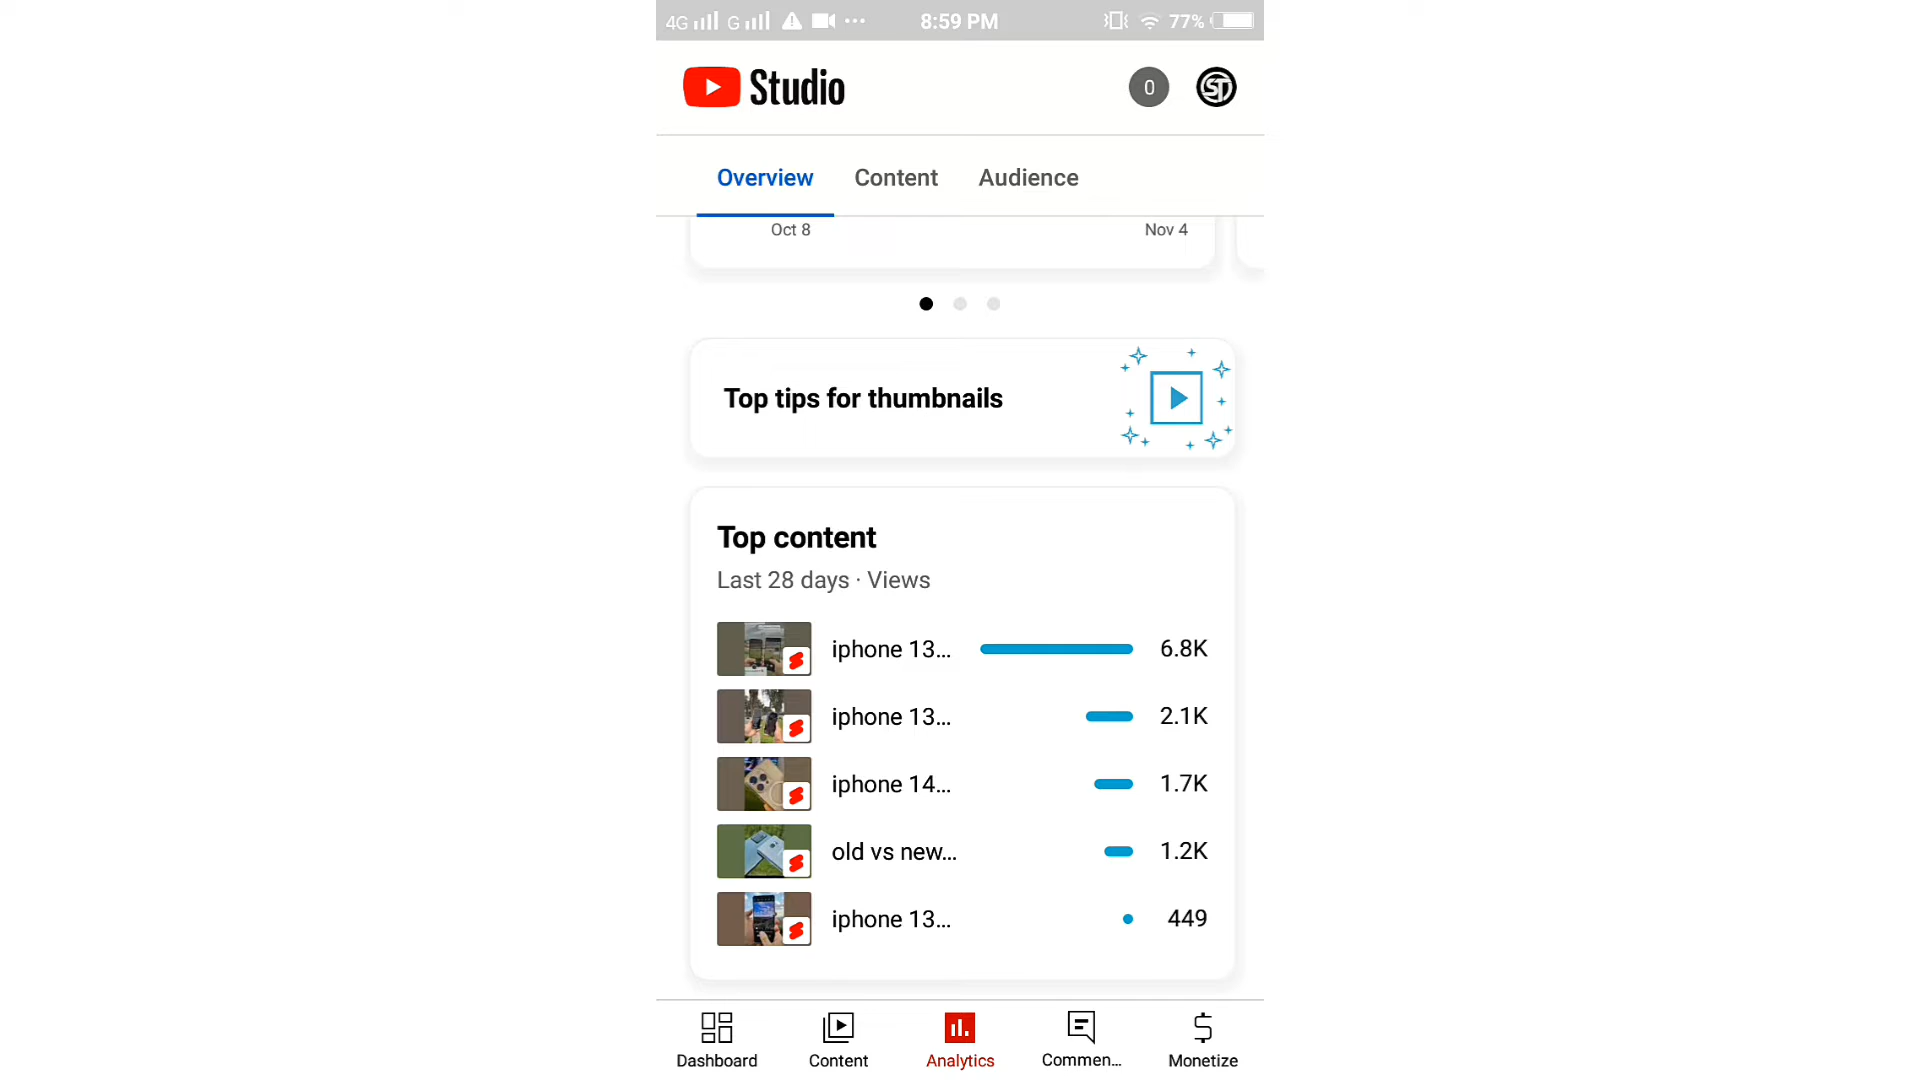 4G G 8:59 PM 77%
Studio 0 ST
Overview Content Audience
Oct 8 Nov 4
Top tips for thumbnails
Top content
Last 28 days · Views
iphone 13... 6.8K
iphone 13... 2.1K
iphone 14... 1.7K
old vs new... 1.2K
iphone 13... 449
Dashboard Content Analytics Commen... Monetize